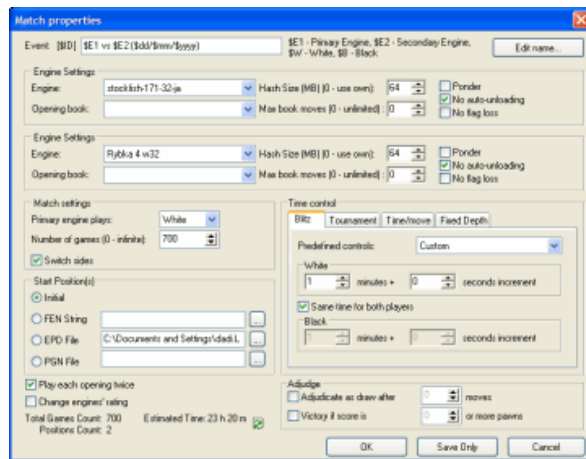 Match properties
Event: [$ID] $E1 vs $E2 ($dd/$mm/$yyyy) $E1 - Primary Engine, $E2 - Secondary Engine, $W - White, $B - Black Edit name...
Engine Settings
Engine: stockfish-171-32-ja Hash Size (MB) (0 - use own): 64 Ponder
No auto-unloading
Opening book: Max book moves (0 - unlimited) : 0 No flag loss
Engine Settings
Engine: Rybka 4 w32 Hash Size (MB) (0 - use own): 64 Ponder
No auto-unloading
Opening book: Max book moves (0 - unlimited) : 0 No flag loss
Match settings
Primary engine plays: White
Number of games (0 - infinite): 700
Switch sides
Start Position(s)
Initial
FEN String ...
EPD File C:\Documents and Settings\dadi.L ...
PGN File ...
Play each opening twice
Change engines' rating
Total Games Count: 700 Estimated Time: 23 h 20 m
Positions Count: 2
Time control
Blitz Tournament Time/move Fixed Depth
Predefined controls: Custom
White
1 minutes + 0 seconds increment
Same time for both players
Black
1 minutes + 0 seconds increment
Adjudge
Adjudicate as draw after 0 moves
Victory if score is 0 or more pawns
OK Save Only Cancel